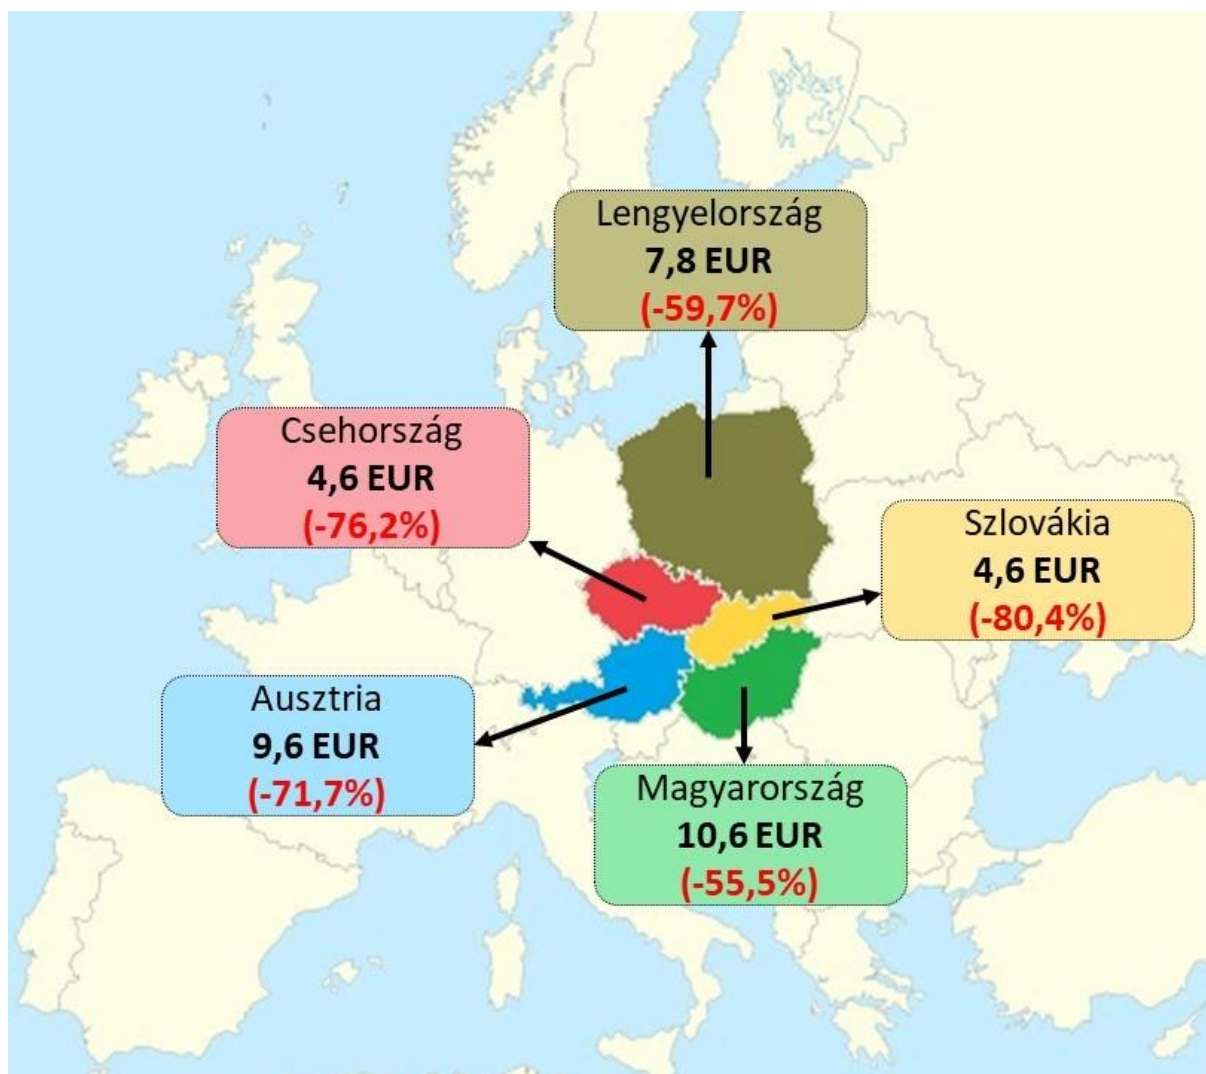 Lengyelország
7,8 EUR
(-59,7%)
Csehország
4,6 EUR
(-76,2%)
Szlovákia
4,6 EUR
(-80,4%)
Ausztria
9,6 EUR
(-71,7%)
Magyarország
10,6 EUR
(-55,5%)